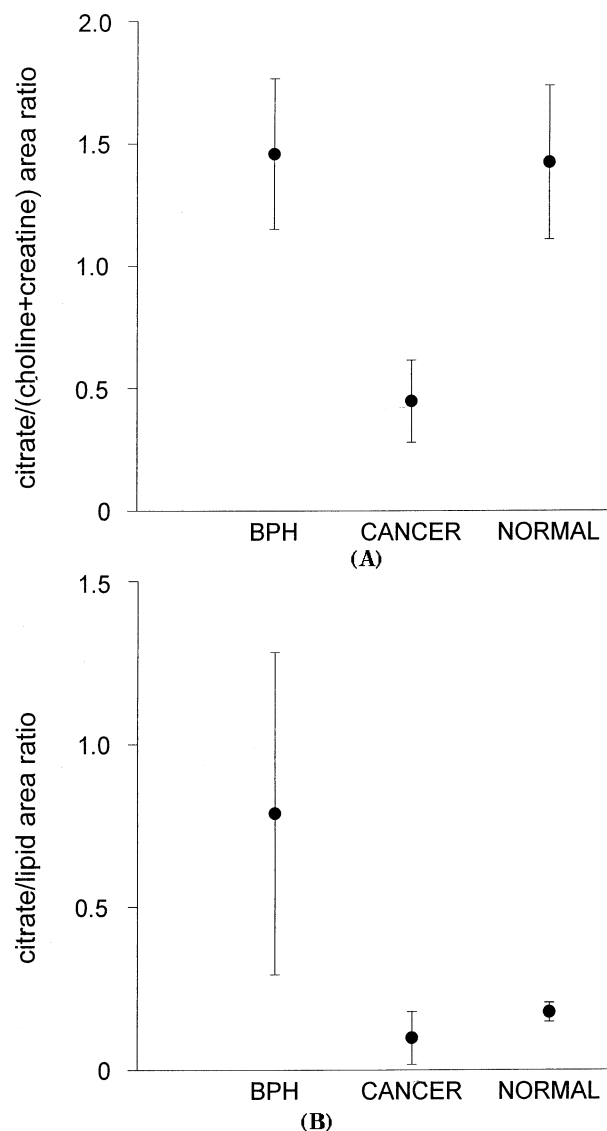 citrate/(choline+creatine) area ratio
2.0
1.5
1.0
0.5
0
BPH CANCER NORMAL
(A)
citrate/lipid area ratio
1.5
1.0
0.5
0
BPH CANCER NORMAL
(B)